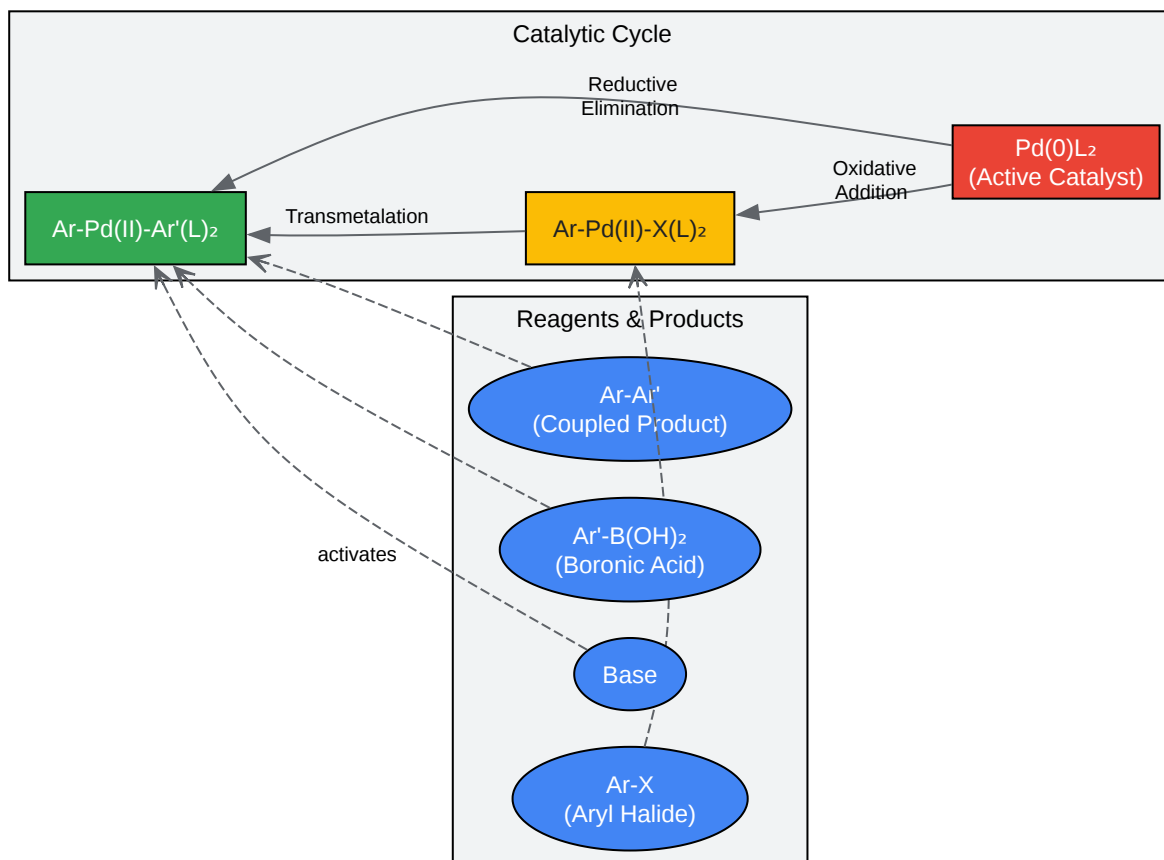 Catalytic Cycle
Reductive
Elimination
Pd(0)L₂
(Active Catalyst)
Oxidative
Addition
Transmetalation
Ar-Pd(II)-Ar'(L)₂
Ar-Pd(II)-X(L)₂
Reagents & Products
Ar-Ar'
(Coupled Product)
Ar'-B(OH)₂
(Boronic Acid)
activates
Base
Ar-X
(Aryl Halide)